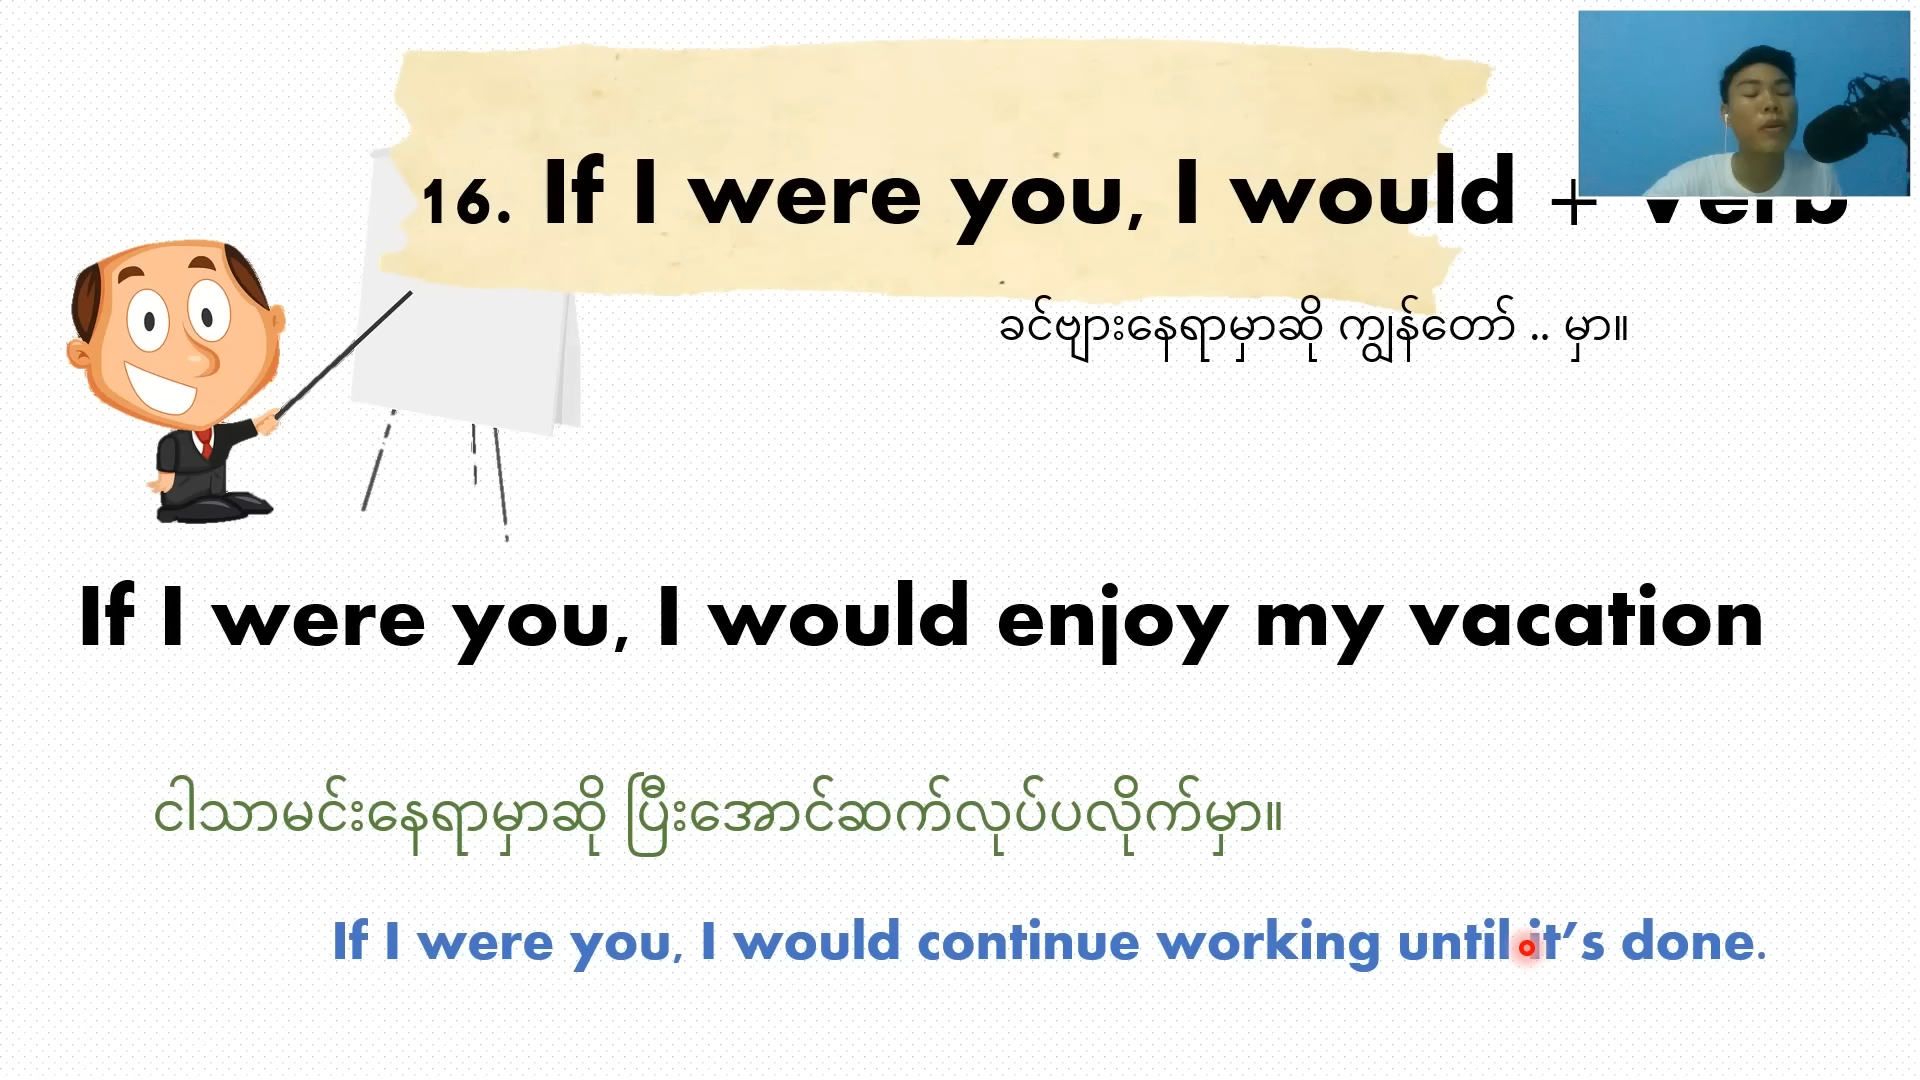 16. If I were you, I would + Verb
ခင်ဗျားနေရာမှာဆို ကျွန်တော် .. မှာ။
If I were you, I would enjoy my vacation
ငါသာမင်းနေရာမှာဆို ပြီးအောင်ဆက်လုပ်ပလိုက်မှာ။
If I were you, I would continue working until it’s done.